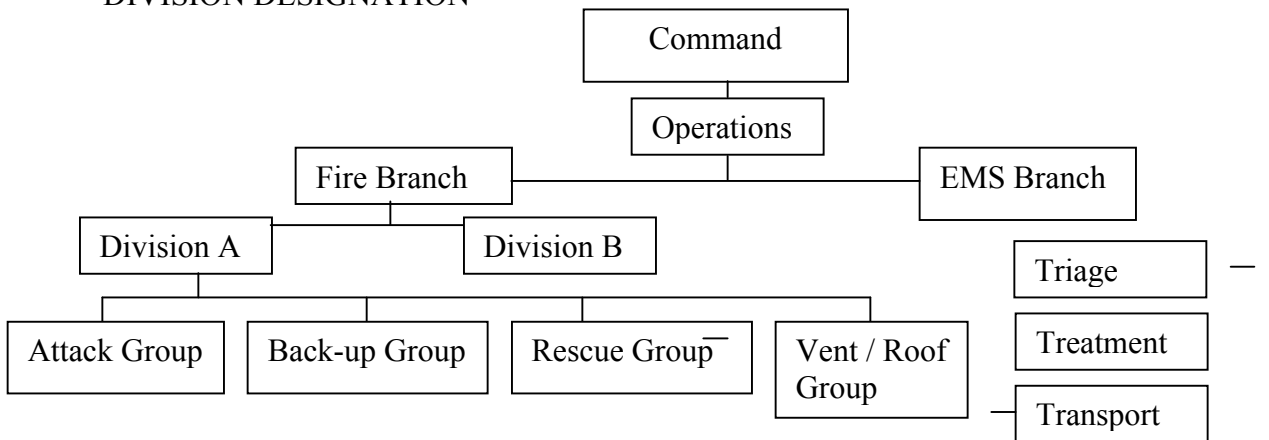 DIVISION DESIGNATION
Command
Operations
Fire Branch
EMS Branch
Division A
Division B
Triage
Attack Group
Back-up Group
Rescue Group
Vent / Roof
Group
Treatment
Transport